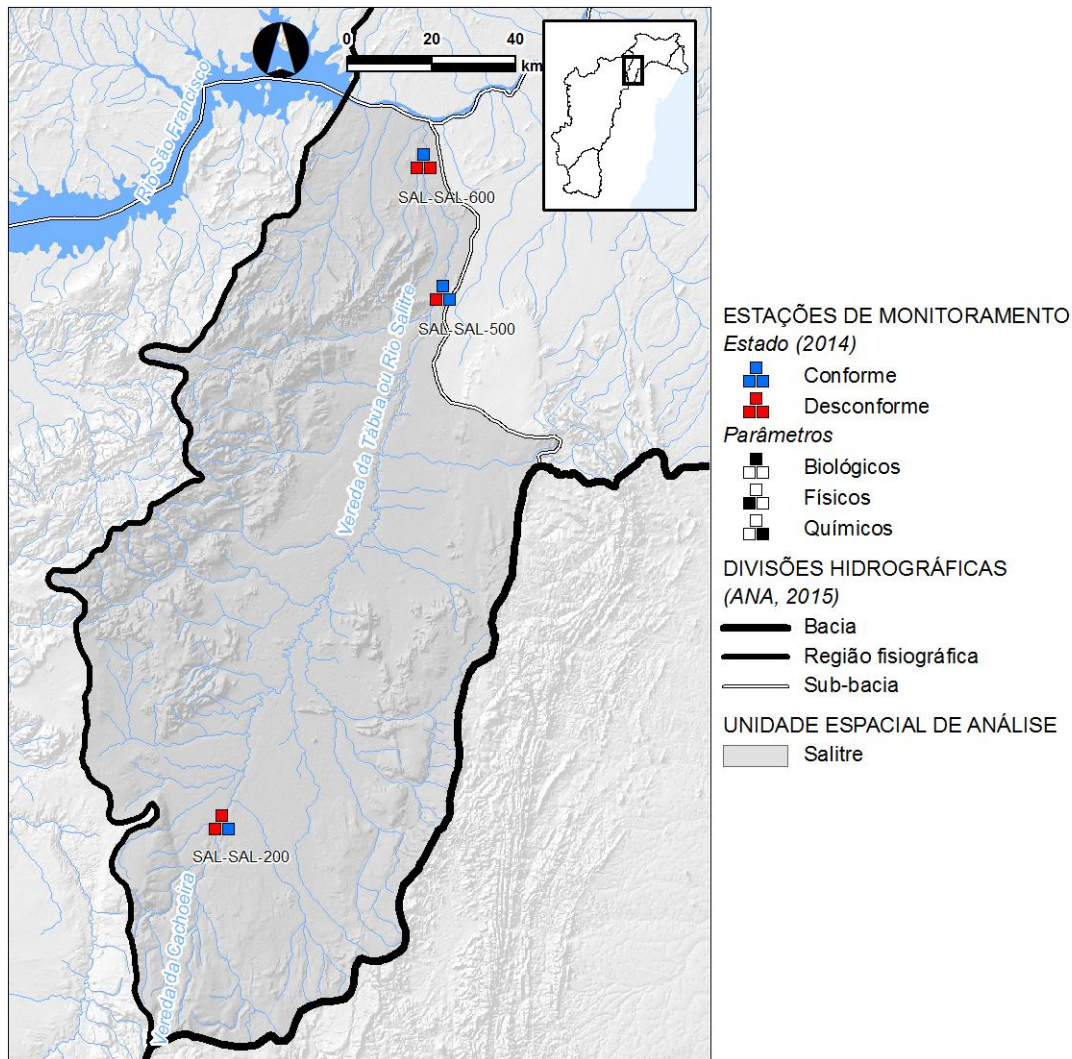 0 20 40
km
Rio São Francisco
SAL-SAL-600
SAL-SAL-500
Vereda da Tábua ou Rio Salitre
SAL-SAL-200
Vereda da Cachoeira
ESTAÇÕES DE MONITORAMENTO
Estado (2014)
Conforme
Desconforme
Parâmetros
Biológicos
Físicos
Químicos
DIVISÕES HIDROGRÁFICAS
(ANA, 2015)
Bacia
Região fisiográfica
Sub-bacia
UNIDADE ESPACIAL DE ANÁLISE
Salitre